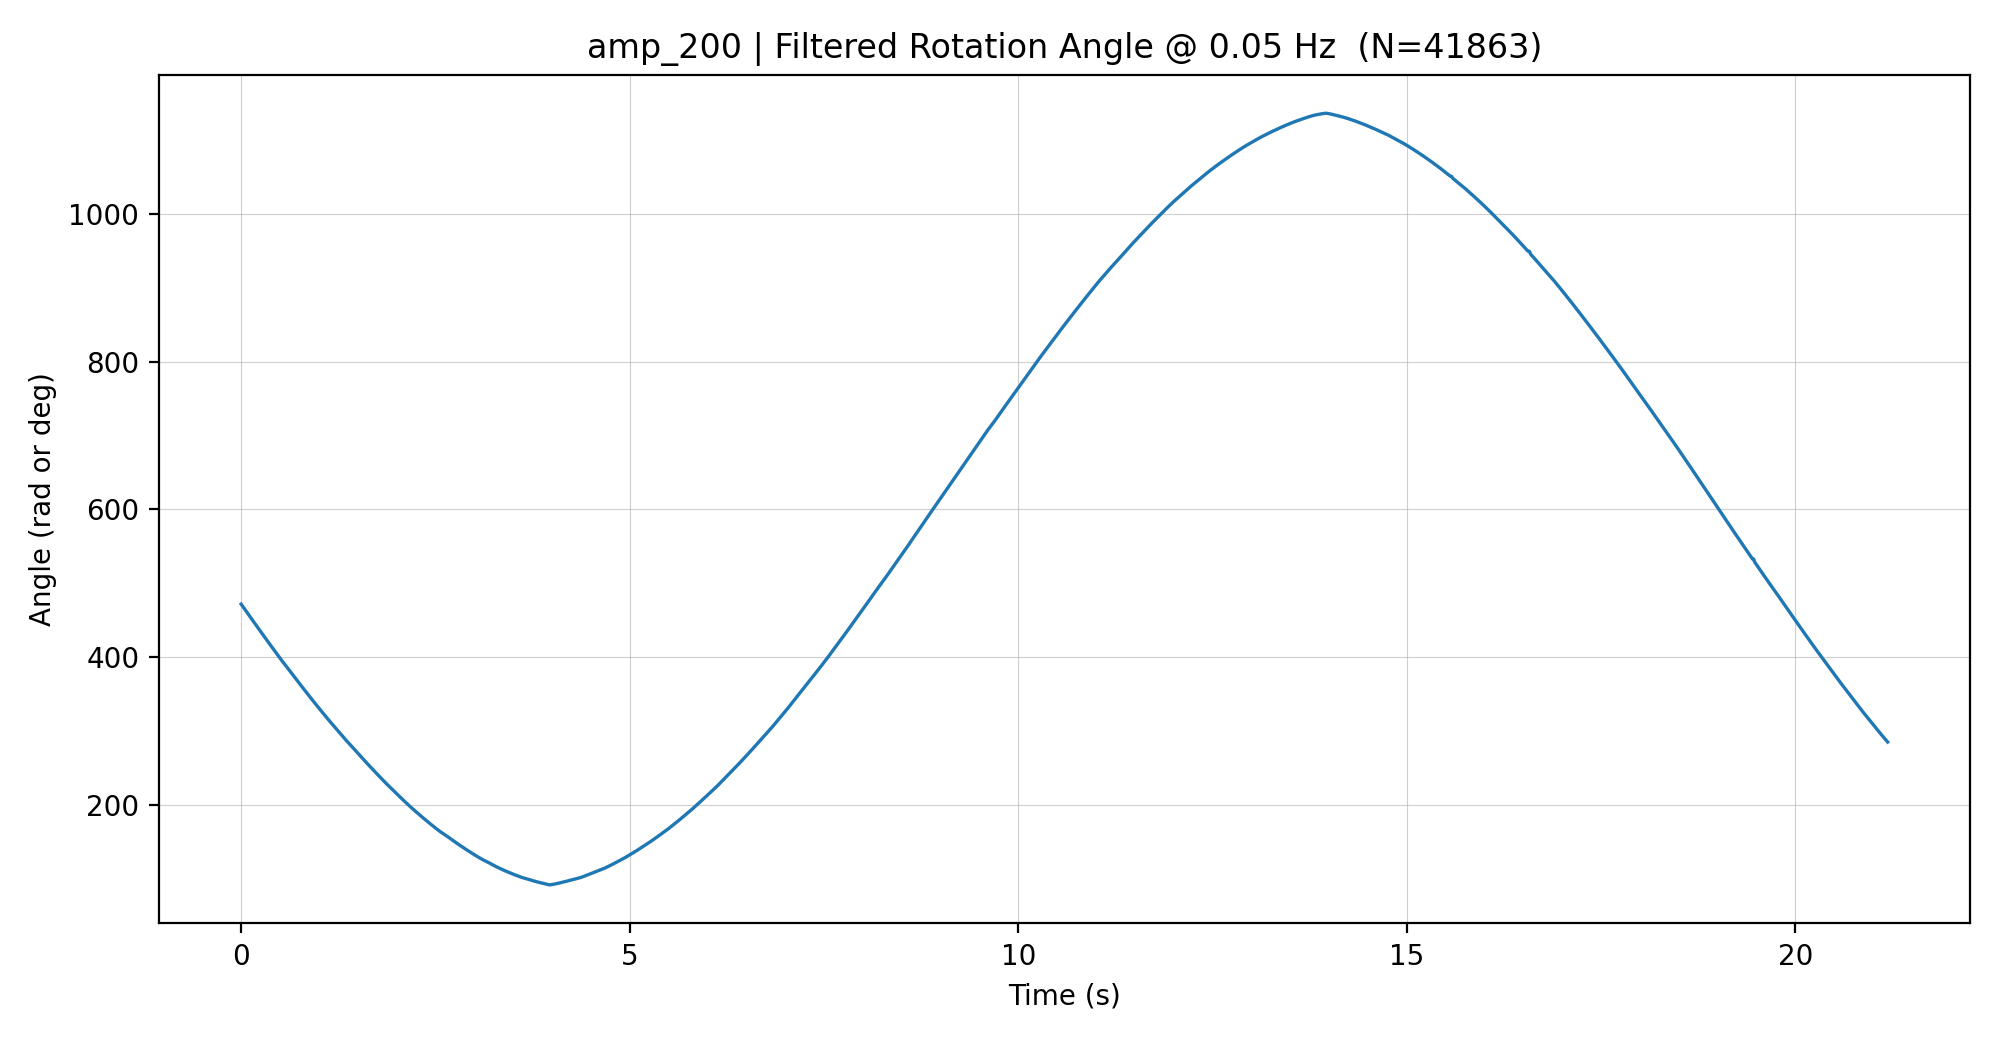 amp_200 | Filtered Rotation Angle @ 0.05 Hz  (N=41863)
Angle (rad or deg)
1000
800
600
400
200
0 5 10 15 20
Time (s)